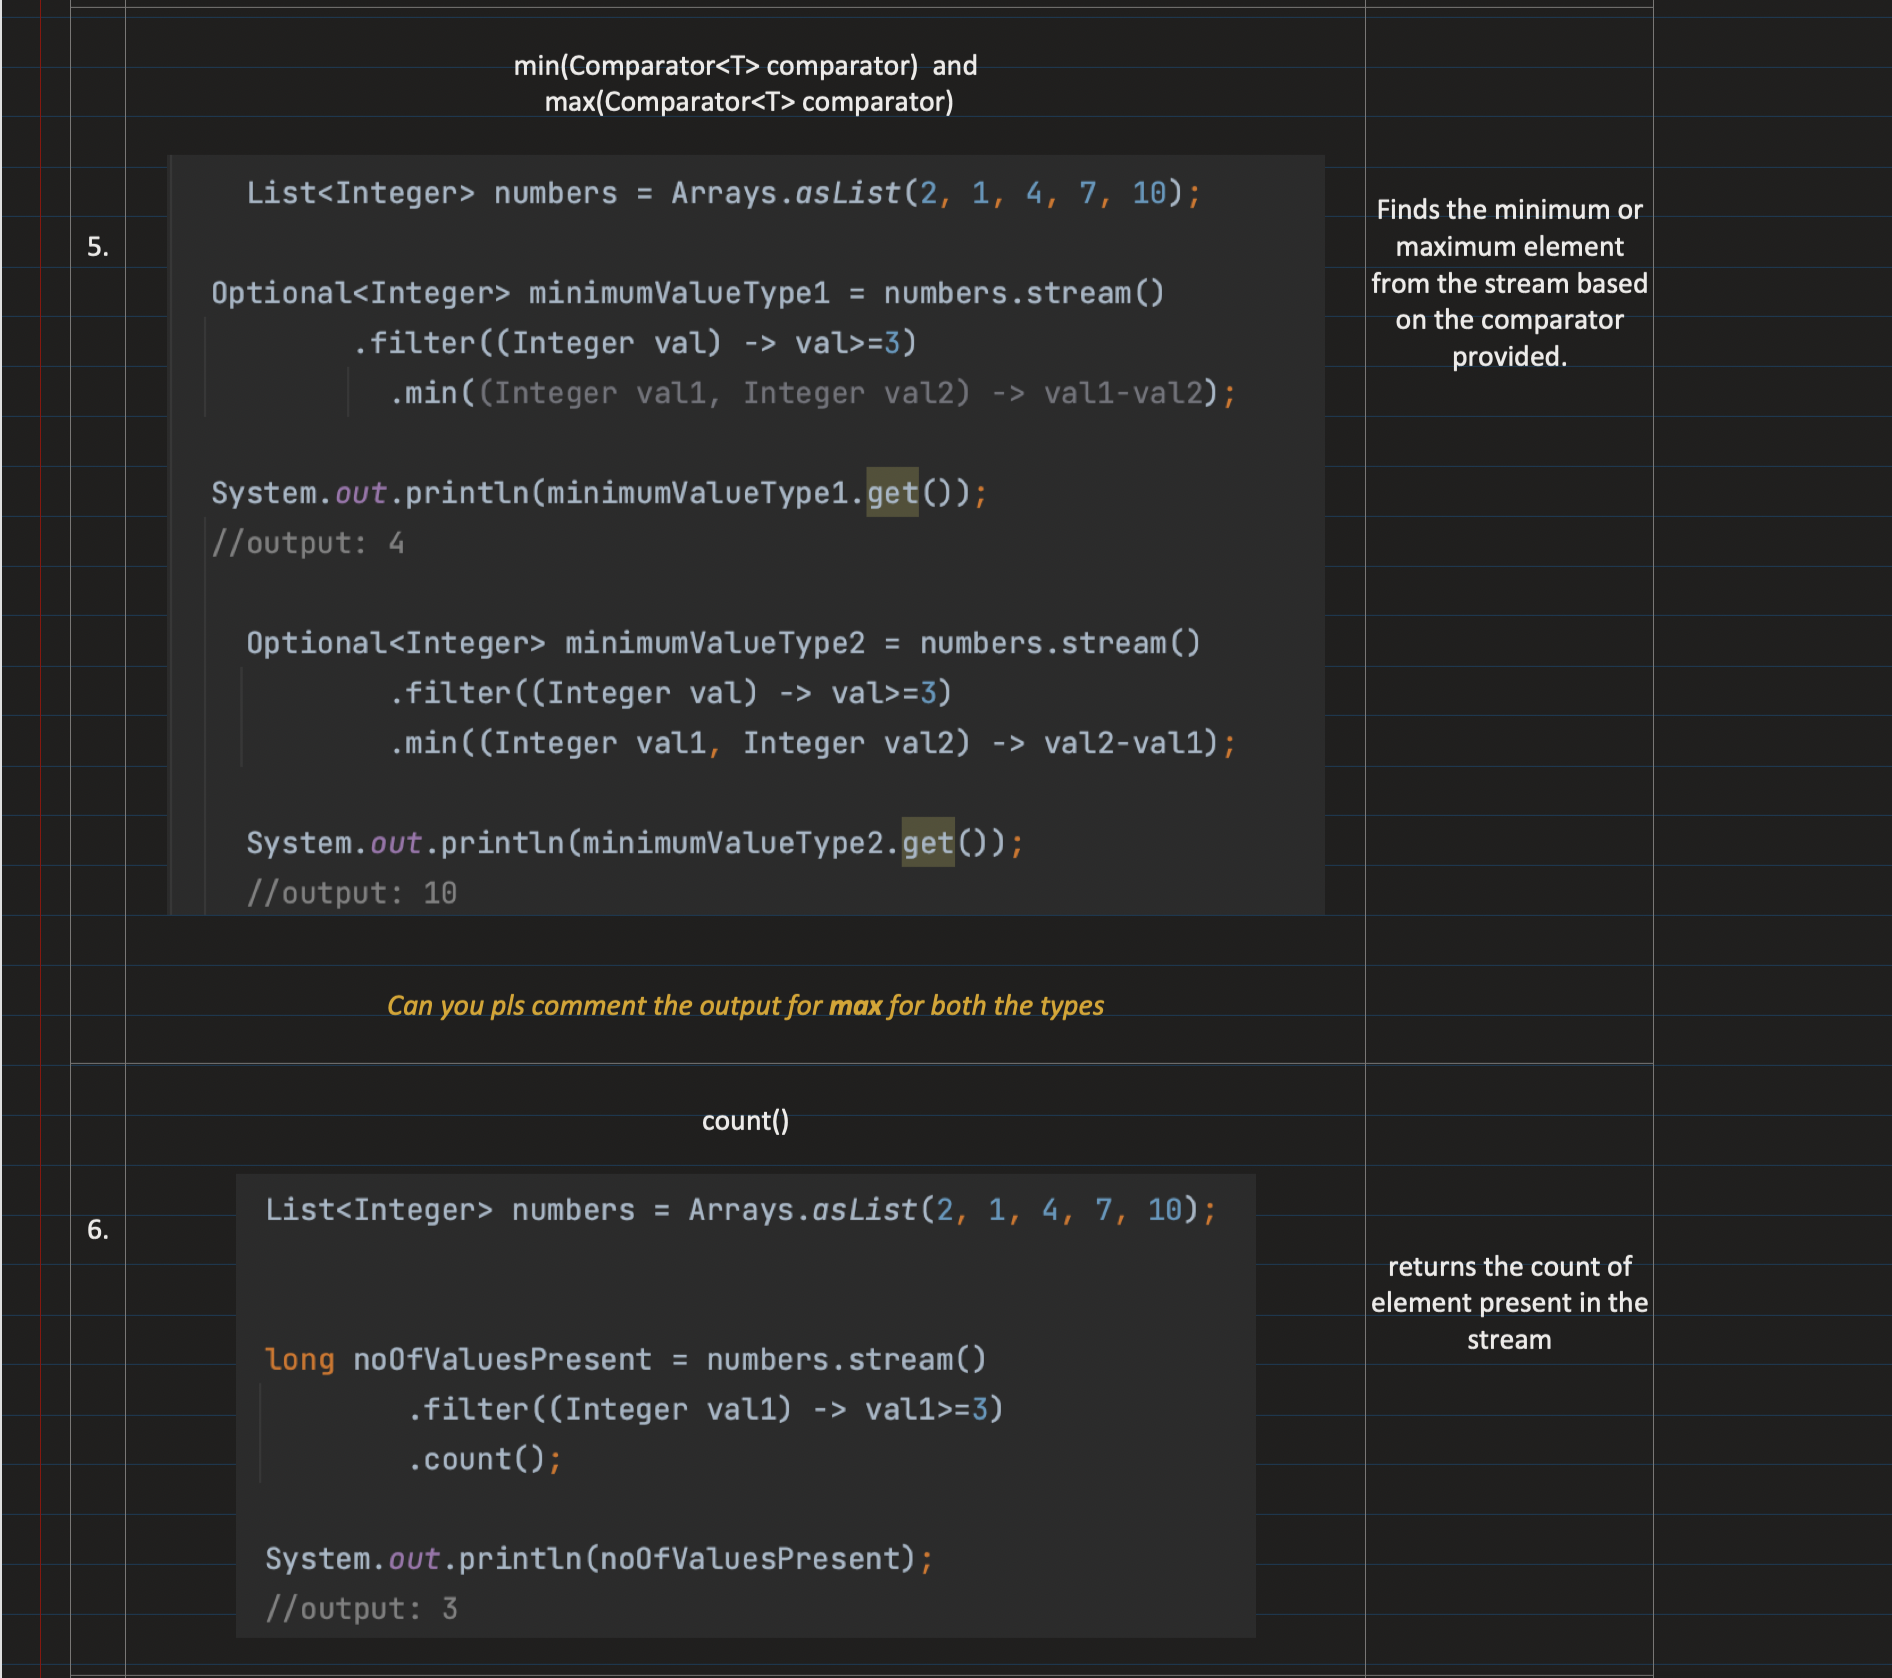 min(Comparator<T> comparator)  and
max(Comparator<T> comparator)
5.
List<Integer> numbers = Arrays.asList(2, 1, 4, 7, 10);
Optional<Integer> minimumValueType1 = numbers.stream()
.filter((Integer val) -> val>=3)
.min((Integer val1, Integer val2) -> val1-val2);
System.out.println(minimumValueType1.get());
//output: 4
Optional<Integer> minimumValueType2 = numbers.stream()
.filter((Integer val) -> val>=3)
.min((Integer val1, Integer val2) -> val2-val1);
System.out.println(minimumValueType2.get());
//output: 10
Can you pls comment the output for max for both the types
Finds the minimum or
maximum element
from the stream based
on the comparator
provided.
count()
6.
List<Integer> numbers = Arrays.asList(2, 1, 4, 7, 10);
long noOfValuesPresent = numbers.stream()
.filter((Integer val1) -> val1>=3)
.count();
System.out.println(noOfValuesPresent);
//output: 3
returns the count of
element present in the
stream